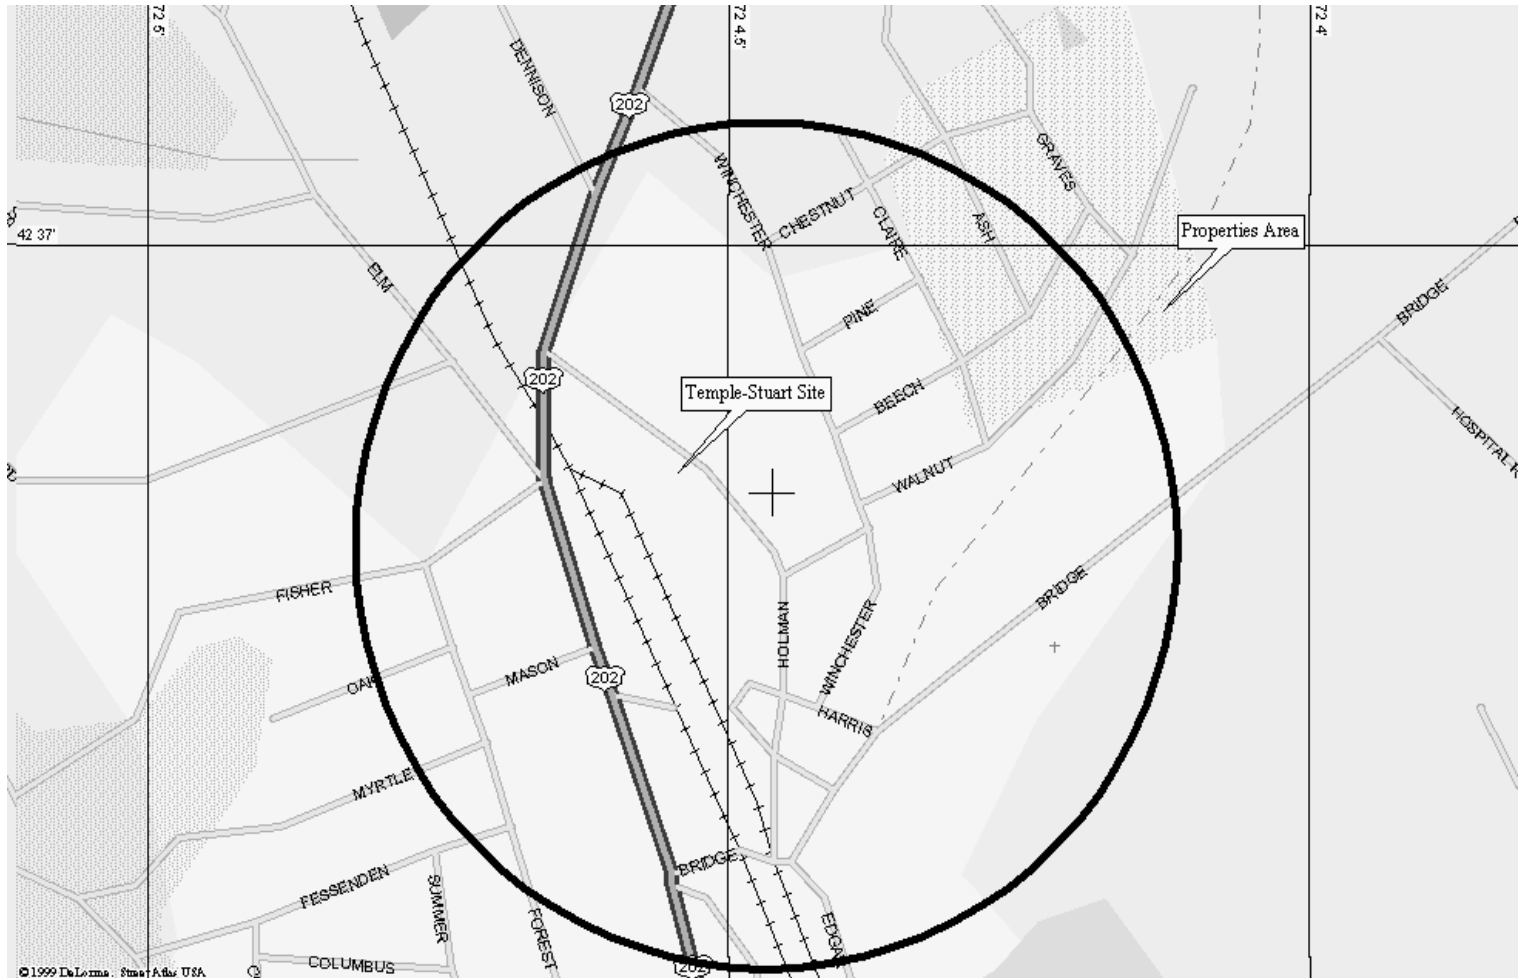 72 5'
72 4.5'
72 4'
DENNISON
202
WINCHESTER
CHESTNUT
GRAVES
CLAIRE
ASH
Properties Area
42 37'
ELM
PINE
BRIDGE
202
Temple-Stuart Site
BEECH
HOSPITAL R
WALNUT
FISHER
BRIDGE
HOLMAN
WINCHESTER
MASON
OAK
202
HARRIS
MYRTLE
BRIDGE
FESSENDEN
SUMMER
FOREST
EDGAR
202
COLUMBUS
©1999 DeLorme. Street Atlas USA